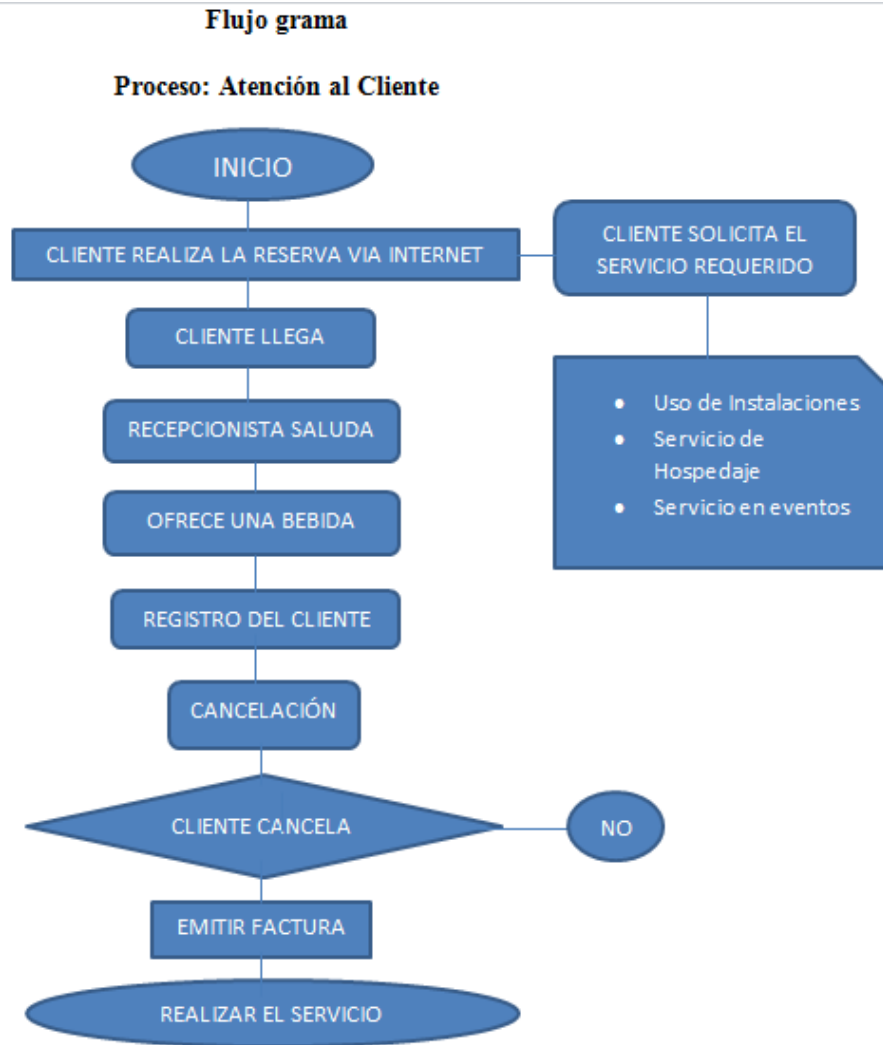 Flujo grama
Proceso: Atención al Cliente
INICIO
CLIENTE REALIZA LA RESERVA VIA INTERNET
CLIENTE SOLICITA EL
SERVICIO REQUERIDO
• Uso de Instalaciones
• Servicio de
Hospedaje
• Servicio en eventos
CLIENTE LLEGA
RECEPCIONISTA SALUDA
OFRECE UNA BEBIDA
REGISTRO DEL CLIENTE
CANCELACIÓN
CLIENTE CANCELA
NO
EMITIR FACTURA
REALIZAR EL SERVICIO